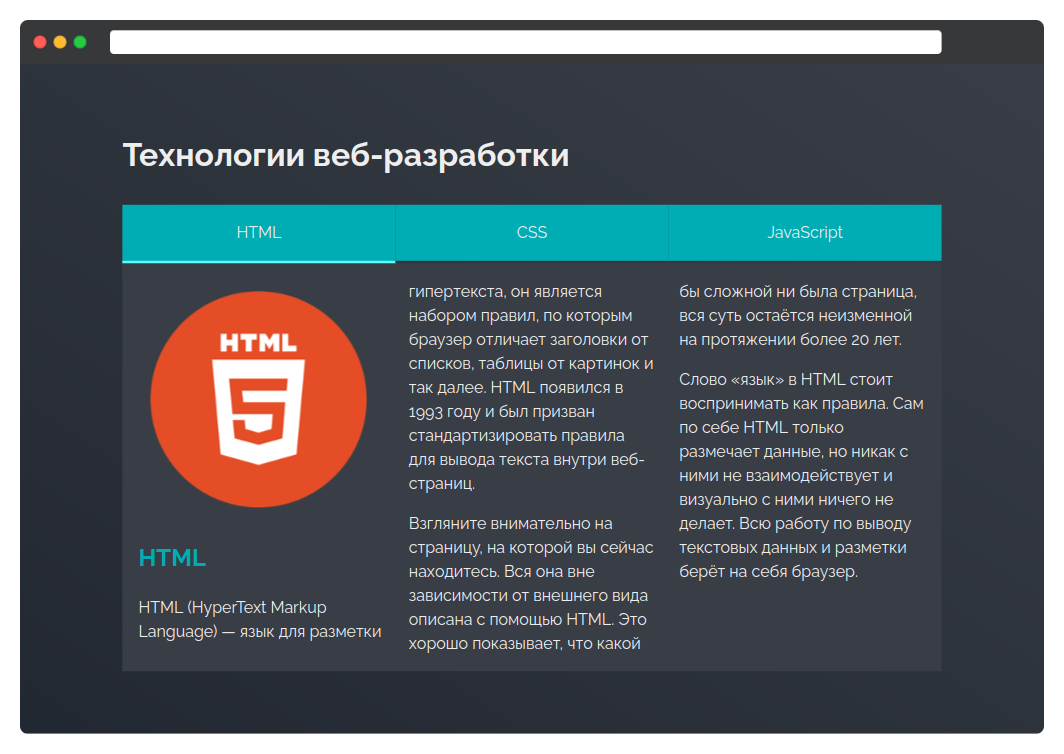 Технологии веб-разработки
HTML
CSS
JavaScript
HTML
HTML
HTML (HyperText Markup
Language) — язык для разметки
гипертекста, он является
набором правил, по которым
браузер отличает заголовки от
списков, таблицы от картинок и
так далее. HTML появился в
1993 году и был призван
стандартизировать правила
для вывода текста внутри веб-
страниц.
Взгляните внимательно на
страницу, на которой вы сейчас
находитесь. Вся она вне
зависимости от внешнего вида
описана с помощью HTML. Это
хорошо показывает, что какой
бы сложной ни была страница,
вся суть остаётся неизменной
на протяжении более 20 лет.
Слово «язык» в HTML стоит
воспринимать как правила. Сам
по себе HTML только
размечает данные, но никак с
ними не взаимодействует и
визуально с ними ничего не
делает. Всю работу по выводу
текстовых данных и разметки
берёт на себя браузер.